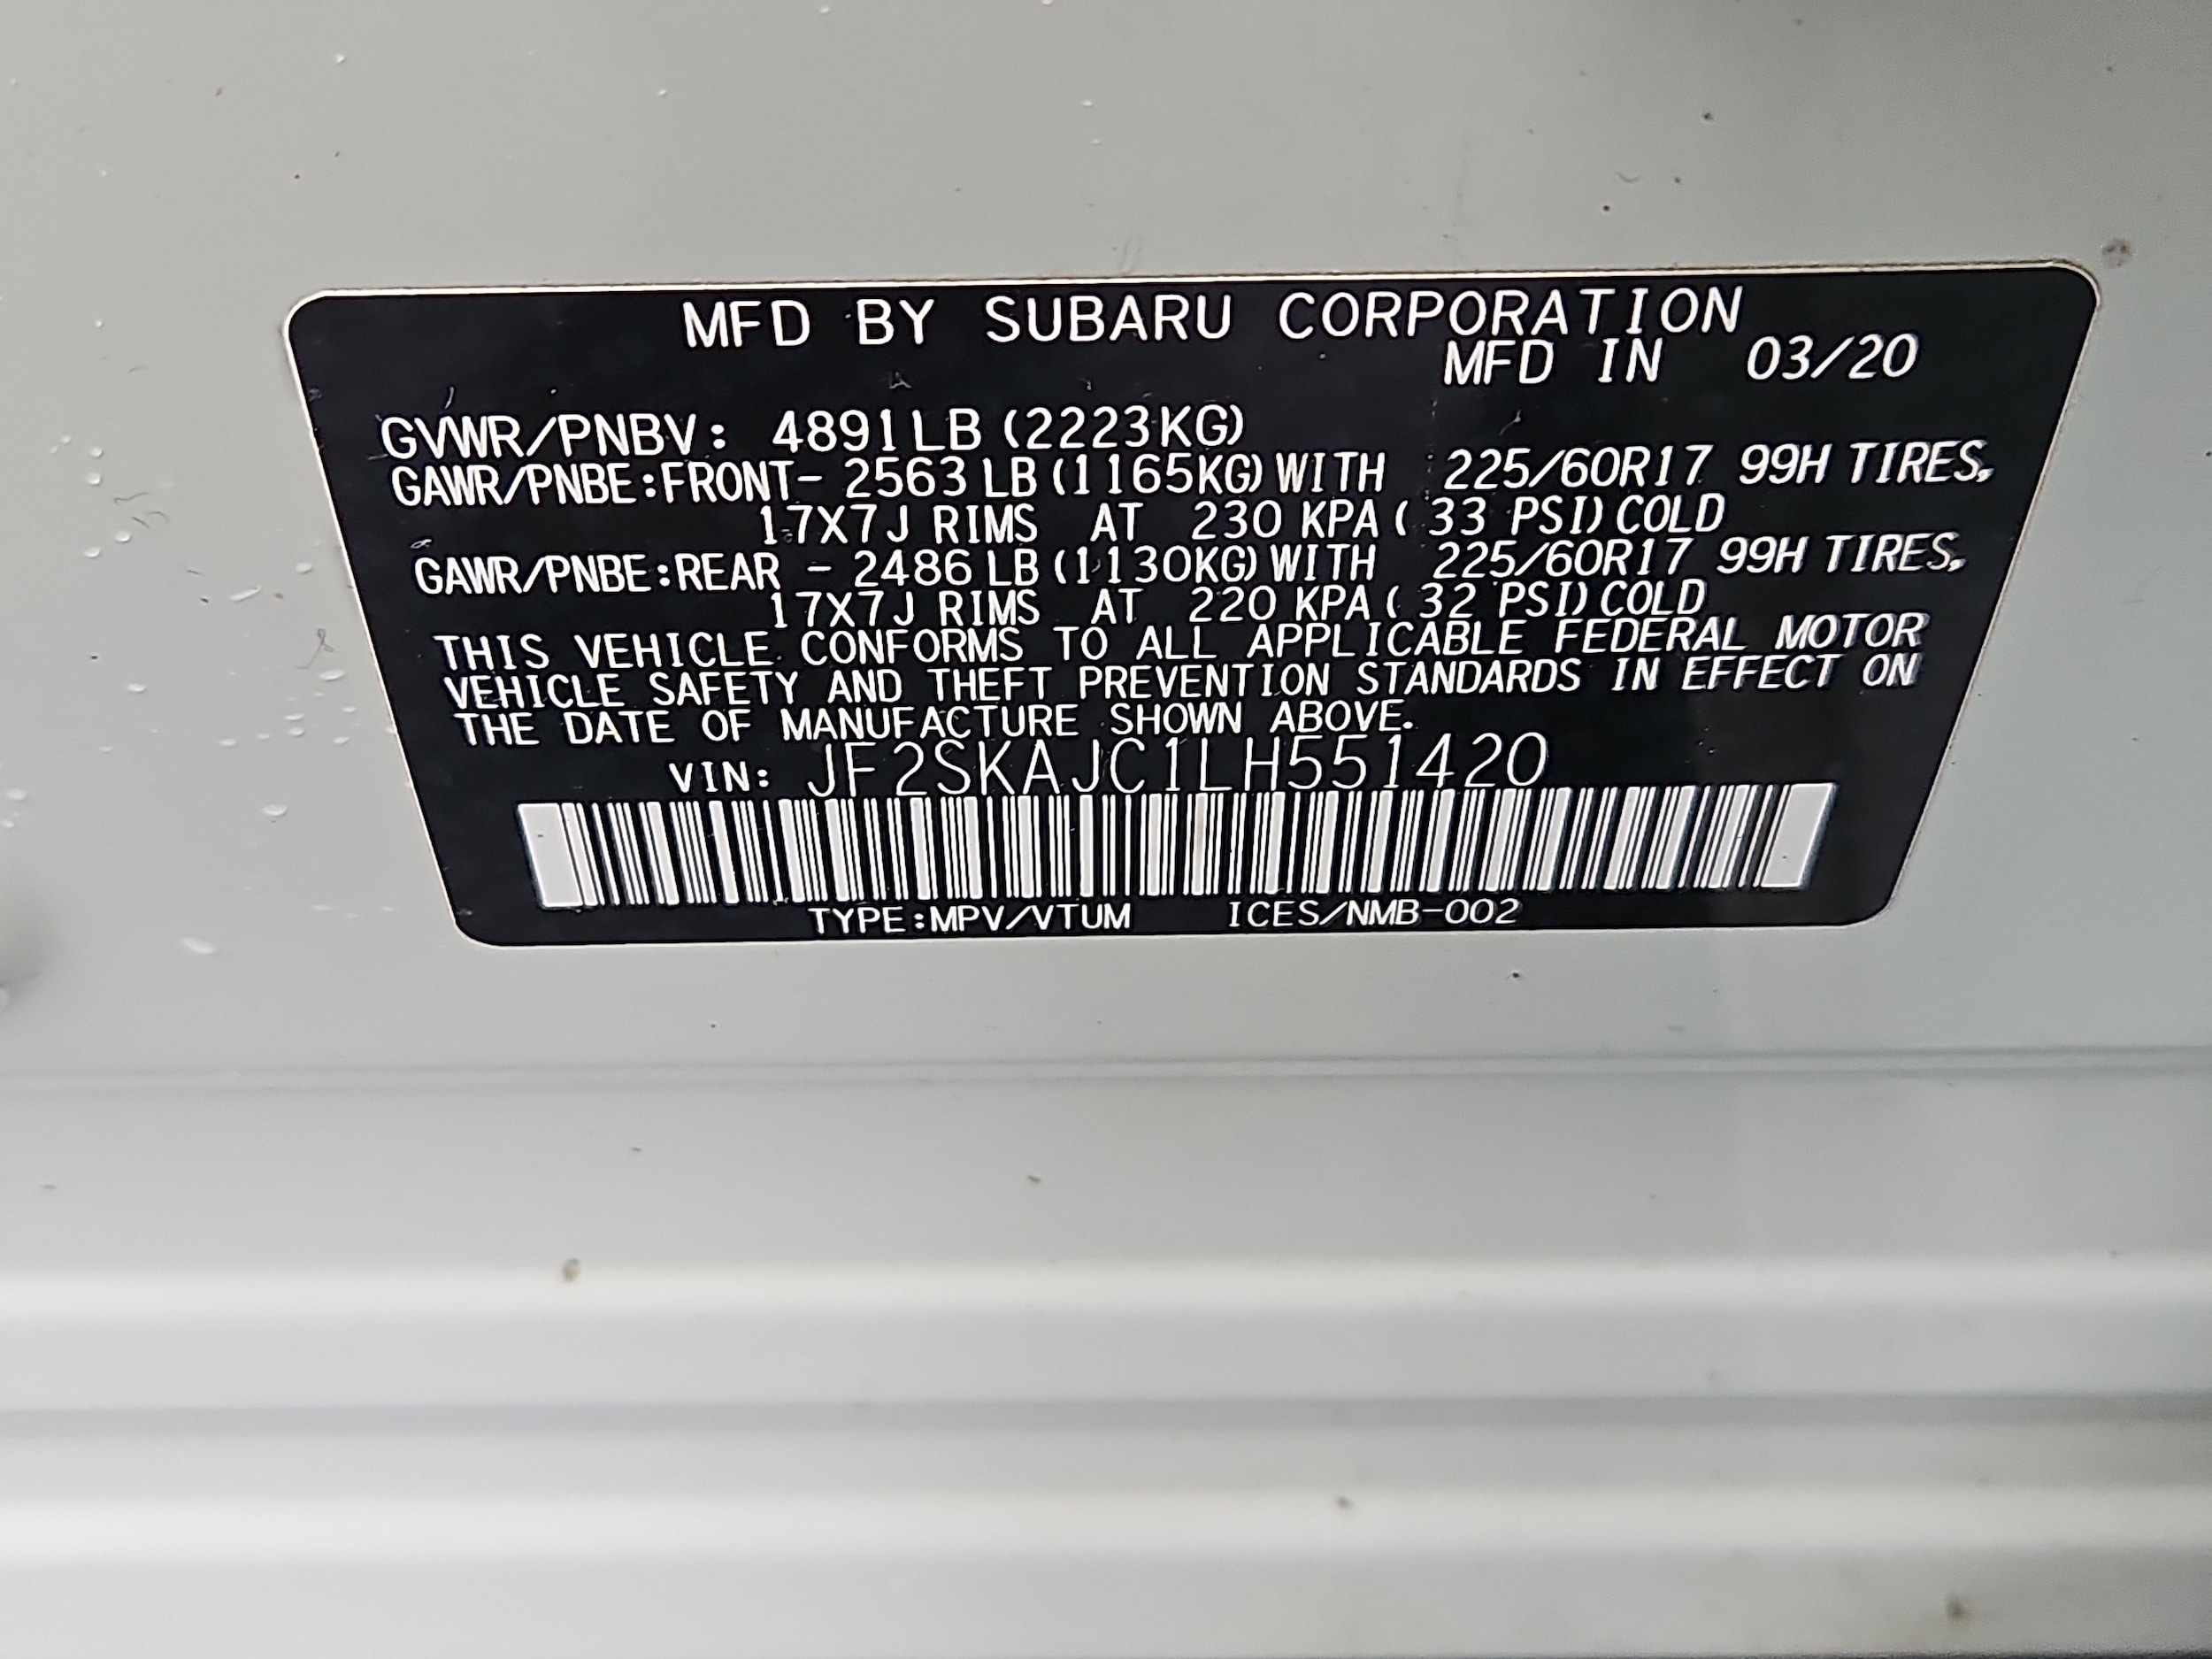 MFD BY SUBARU CORPORATION
MFD IN 03/20
GVWR/PNBV: 4891LB (2223KG)
GAWR/PNBE:FRONT- 2563 LB (1165KG) WITH 225/60R17 99H TIRES,
17X7J RIMS AT 230 KPA ( 33 PSI) COLD
GAWR/PNBE:REAR - 2486 LB (1130KG) WITH 225/60R17 99H TIRES,
17X7J RIMS AT 220 KPA ( 32 PSI) COLD
THIS VEHICLE CONFORMS TO ALL APPLICABLE FEDERAL MOTOR
VEHICLE SAFETY AND THEFT PREVENTION STANDARDS IN EFFECT ON
THE DATE OF MANUFACTURE SHOWN ABOVE.
VIN: JF2SKAJC1LH551420
TYPE:MPV/VTUM ICES/NMB-002